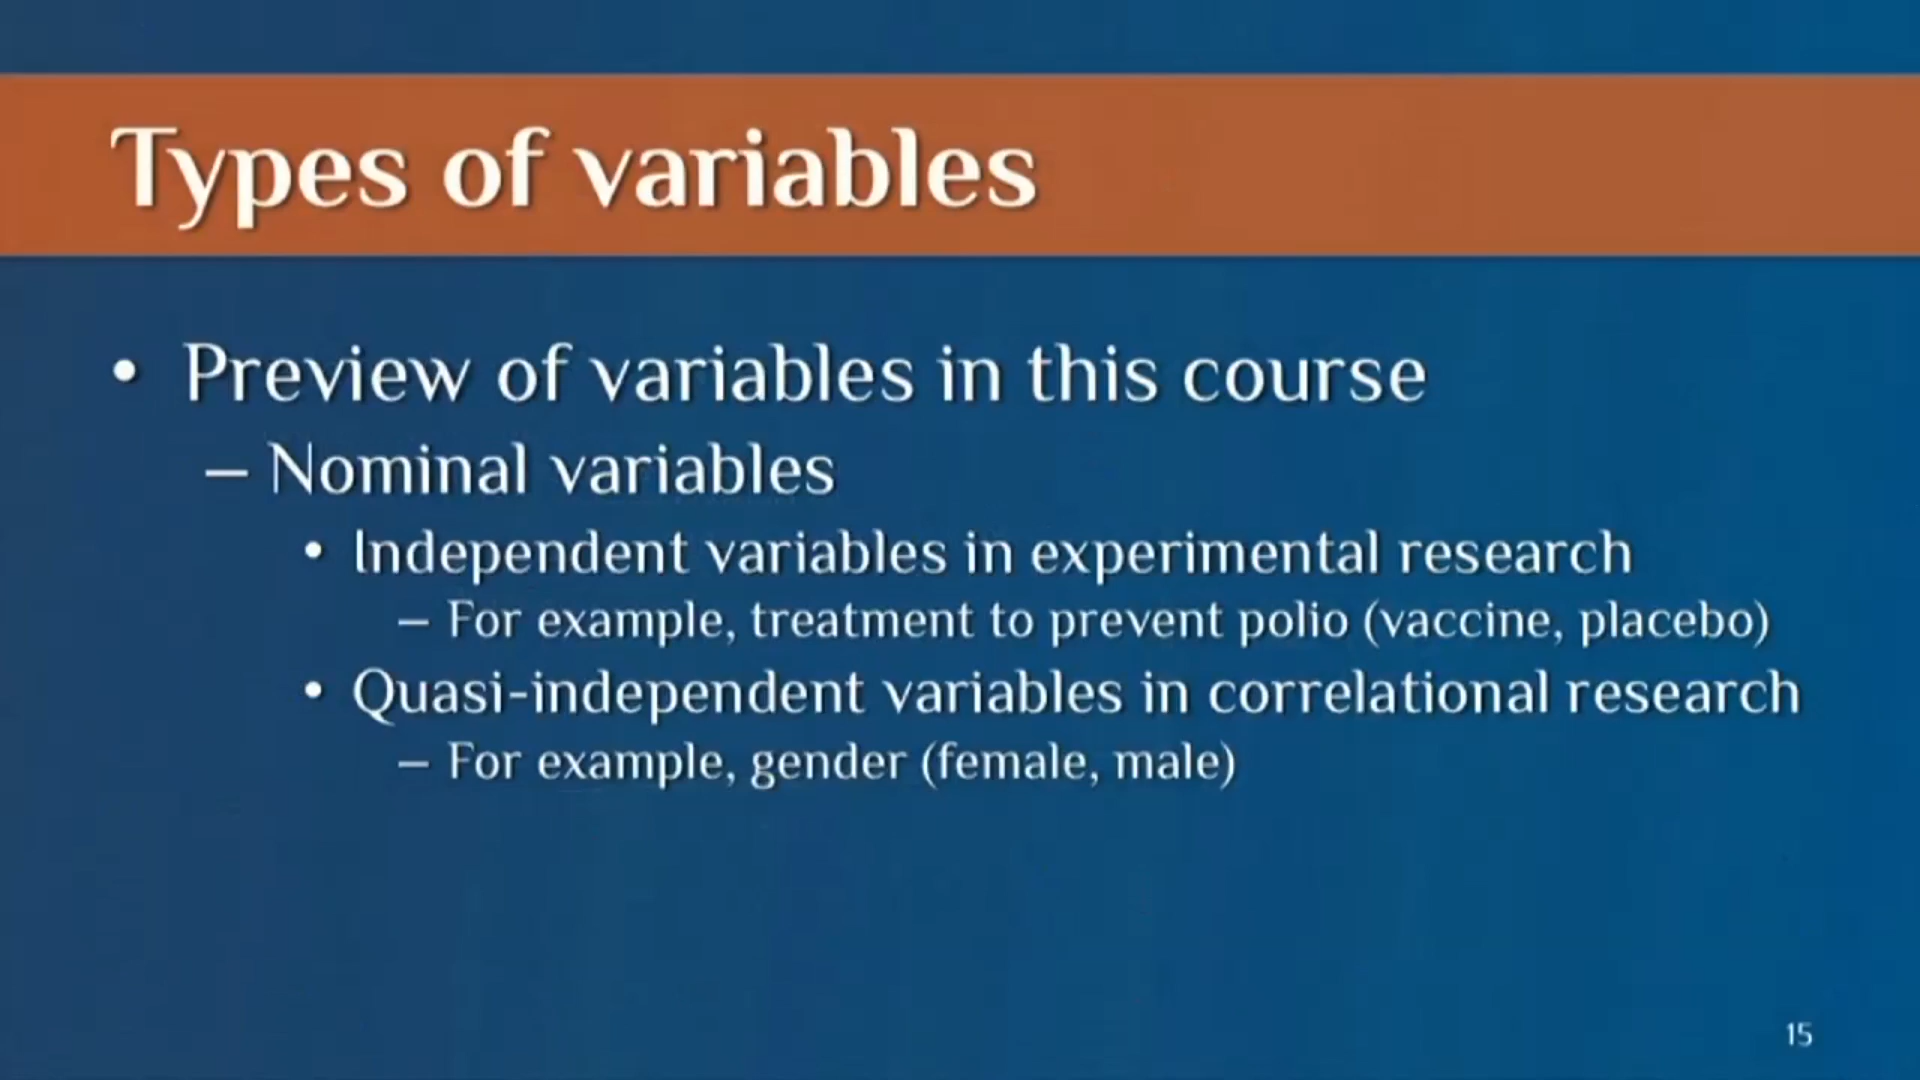 Types of variables
• Preview of variables in this course
– Nominal variables
• Independent variables in experimental research
– For example, treatment to prevent polio (vaccine, placebo)
• Quasi-independent variables in correlational research
– For example, gender (female, male)
15